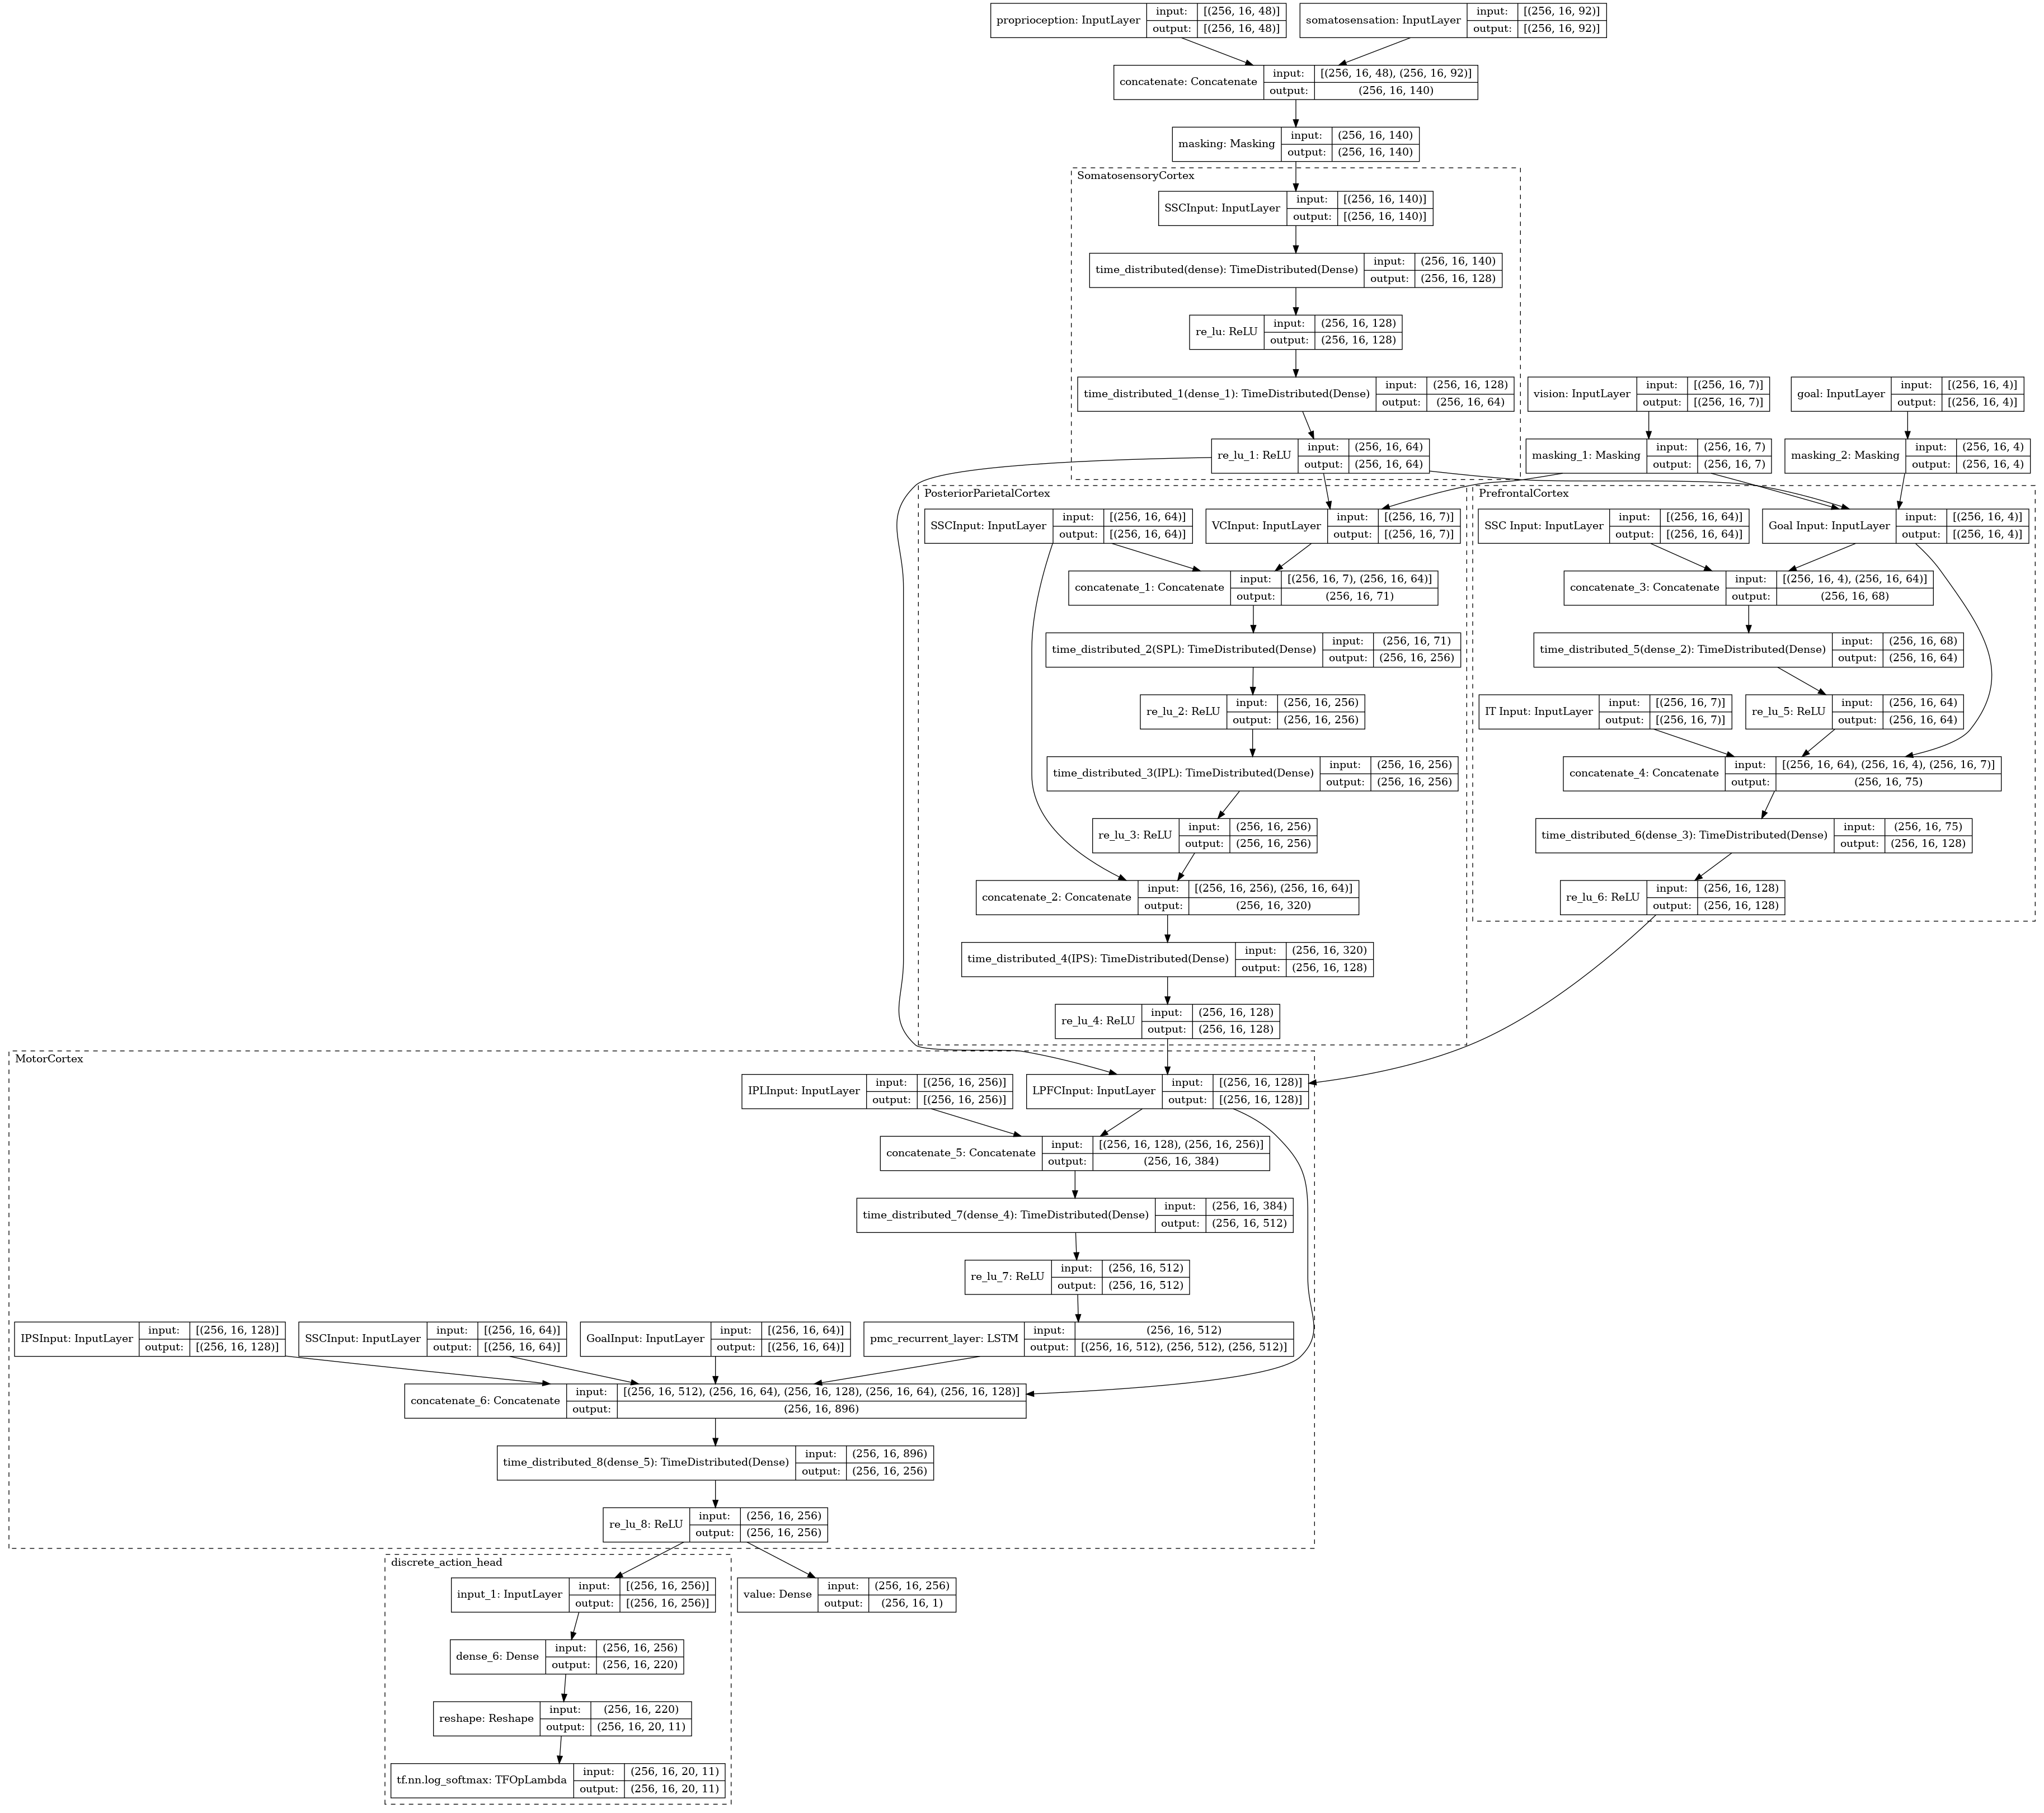 proprioception: InputLayer
input: [(256, 16, 48)]
output: [(256, 16, 48)]
somatosensation: InputLayer
input: [(256, 16, 92)]
output: [(256, 16, 92)]
concatenate: Concatenate
input: [(256, 16, 48), (256, 16, 92)]
output: (256, 16, 140)
masking: Masking
input: (256, 16, 140)
output: (256, 16, 140)
SomatosensoryCortex
SSCInput: InputLayer
input: [(256, 16, 140)]
output: [(256, 16, 140)]
time_distributed(dense): TimeDistributed(Dense)
input: (256, 16, 140)
output: (256, 16, 128)
re_lu: ReLU
input: (256, 16, 128)
output: (256, 16, 128)
time_distributed_1(dense_1): TimeDistributed(Dense)
input: (256, 16, 128)
output: (256, 16, 64)
vision: InputLayer
input: [(256, 16, 7)]
output: [(256, 16, 7)]
goal: InputLayer
input: [(256, 16, 4)]
output: [(256, 16, 4)]
re_lu_1: ReLU
input: (256, 16, 64)
output: (256, 16, 64)
masking_1: Masking
input: (256, 16, 7)
output: (256, 16, 7)
masking_2: Masking
input: (256, 16, 4)
output: (256, 16, 4)
PosteriorParietalCortex
SSCInput: InputLayer
input: [(256, 16, 64)]
output: [(256, 16, 64)]
VCInput: InputLayer
input: [(256, 16, 7)]
output: [(256, 16, 7)]
concatenate_1: Concatenate
input: [(256, 16, 7), (256, 16, 64)]
output: (256, 16, 71)
time_distributed_2(SPL): TimeDistributed(Dense)
input: (256, 16, 71)
output: (256, 16, 256)
re_lu_2: ReLU
input: (256, 16, 256)
output: (256, 16, 256)
time_distributed_3(IPL): TimeDistributed(Dense)
input: (256, 16, 256)
output: (256, 16, 256)
re_lu_3: ReLU
input: (256, 16, 256)
output: (256, 16, 256)
concatenate_2: Concatenate
input: [(256, 16, 256), (256, 16, 64)]
output: (256, 16, 320)
time_distributed_4(IPS): TimeDistributed(Dense)
input: (256, 16, 320)
output: (256, 16, 128)
re_lu_4: ReLU
input: (256, 16, 128)
output: (256, 16, 128)
PrefrontalCortex
SSC Input: InputLayer
input: [(256, 16, 64)]
output: [(256, 16, 64)]
Goal Input: InputLayer
input: [(256, 16, 4)]
output: [(256, 16, 4)]
concatenate_3: Concatenate
input: [(256, 16, 4), (256, 16, 64)]
output: (256, 16, 68)
time_distributed_5(dense_2): TimeDistributed(Dense)
input: (256, 16, 68)
output: (256, 16, 64)
IT Input: InputLayer
input: [(256, 16, 7)]
output: [(256, 16, 7)]
re_lu_5: ReLU
input: (256, 16, 64)
output: (256, 16, 64)
concatenate_4: Concatenate
input: [(256, 16, 64), (256, 16, 4), (256, 16, 7)]
output: (256, 16, 75)
time_distributed_6(dense_3): TimeDistributed(Dense)
input: (256, 16, 75)
output: (256, 16, 128)
re_lu_6: ReLU
input: (256, 16, 128)
output: (256, 16, 128)
MotorCortex
IPLInput: InputLayer
input: [(256, 16, 256)]
output: [(256, 16, 256)]
LPFCInput: InputLayer
input: [(256, 16, 128)]
output: [(256, 16, 128)]
concatenate_5: Concatenate
input: [(256, 16, 128), (256, 16, 256)]
output: (256, 16, 384)
time_distributed_7(dense_4): TimeDistributed(Dense)
input: (256, 16, 384)
output: (256, 16, 512)
re_lu_7: ReLU
input: (256, 16, 512)
output: (256, 16, 512)
IPSInput: InputLayer
input: [(256, 16, 128)]
output: [(256, 16, 128)]
SSCInput: InputLayer
input: [(256, 16, 64)]
output: [(256, 16, 64)]
GoalInput: InputLayer
input: [(256, 16, 64)]
output: [(256, 16, 64)]
pmc_recurrent_layer: LSTM
input: (256, 16, 512)
output: [(256, 16, 512), (256, 512), (256, 512)]
concatenate_6: Concatenate
input: [(256, 16, 512), (256, 16, 64), (256, 16, 128), (256, 16, 64), (256, 16, 128)]
output: (256, 16, 896)
time_distributed_8(dense_5): TimeDistributed(Dense)
input: (256, 16, 896)
output: (256, 16, 256)
re_lu_8: ReLU
input: (256, 16, 256)
output: (256, 16, 256)
discrete_action_head
input_1: InputLayer
input: [(256, 16, 256)]
output: [(256, 16, 256)]
value: Dense
input: (256, 16, 256)
output: (256, 16, 1)
dense_6: Dense
input: (256, 16, 256)
output: (256, 16, 220)
reshape: Reshape
input: (256, 16, 220)
output: (256, 16, 20, 11)
tf.nn.log_softmax: TFOpLambda
input: (256, 16, 20, 11)
output: (256, 16, 20, 11)